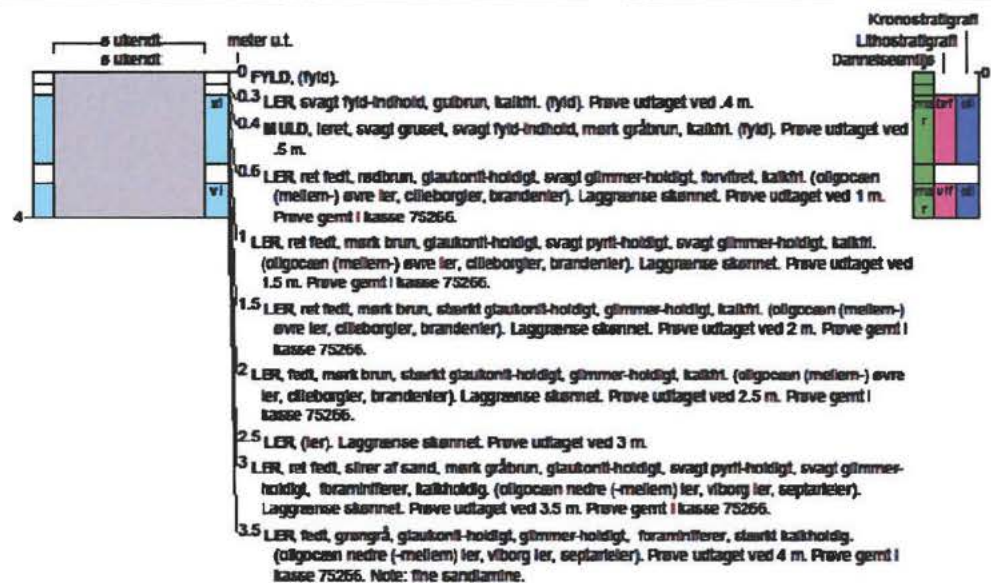 Kronostratigrafi
ø ukendt meter u.t. Lithostratigrafi
ø ukendt Dannelsesmiljø
0 FYLD, (fyld). 0
0.3 LER, svagt fyld-indhold, gulbrun, kalkfri. (fyld). Prøve udtaget ved .4 m.
0.4 MULD, leret, svagt gruset, svagt fyld-indhold, mørk gråbrun, kalkfri. (fyld). Prøve udtaget ved
.5 m.
0.6 LER, ret fedt, rødbrun, glaukonit-holdigt, svagt glimmer-holdigt, forvitret, kalkfri. (oligocæn
(mellem-) øvre ler, cilleborgler, brandenler). Laggrænse skønnet. Prøve udtaget ved 1 m.
Prøve gemt i kasse 75266.
1 LER, ret fedt, mørk brun, glaukonit-holdigt, svagt pyrit-holdigt, svagt glimmer-holdigt, kalkfri.
(oligocæn (mellem-) øvre ler, cilleborgler, brandenler). Laggrænse skønnet. Prøve udtaget ved
1.5 m. Prøve gemt i kasse 75266.
1.5 LER, ret fedt, mørk brun, stærkt glaukonit-holdigt, glimmer-holdigt, kalkfri. (oligocæn (mellem-)
øvre ler, cilleborgler, brandenler). Laggrænse skønnet. Prøve udtaget ved 2 m. Prøve gemt i
kasse 75266.
2 LER, fedt, mørk brun, stærkt glaukonit-holdigt, glimmer-holdigt, kalkfri. (oligocæn (mellem-) øvre
ler, cilleborgler, brandenler). Laggrænse skønnet. Prøve udtaget ved 2.5 m. Prøve gemt i
kasse 75266.
2.5 LER, (ler). Laggrænse skønnet. Prøve udtaget ved 3 m.
3 LER, ret fedt, slirer af sand, mørk gråbrun, glaukonit-holdigt, svagt pyrit-holdigt, svagt glimmer-
holdigt, foraminiferer, kalkholdig. (oligocæn nedre (-mellem) ler, viborg ler, septarieler).
Laggrænse skønnet. Prøve udtaget ved 3.5 m. Prøve gemt i kasse 75266.
3.5 LER, fedt, grøngrå, glaukonit-holdigt, glimmer-holdigt, foraminiferer, stærkt kalkholdig.
(oligocæn nedre (-mellem) ler, viborg ler, septarieler). Prøve udtaget ved 4 m. Prøve gemt i
kasse 75266. Note: fine sandlamine.
4
vi
r
r